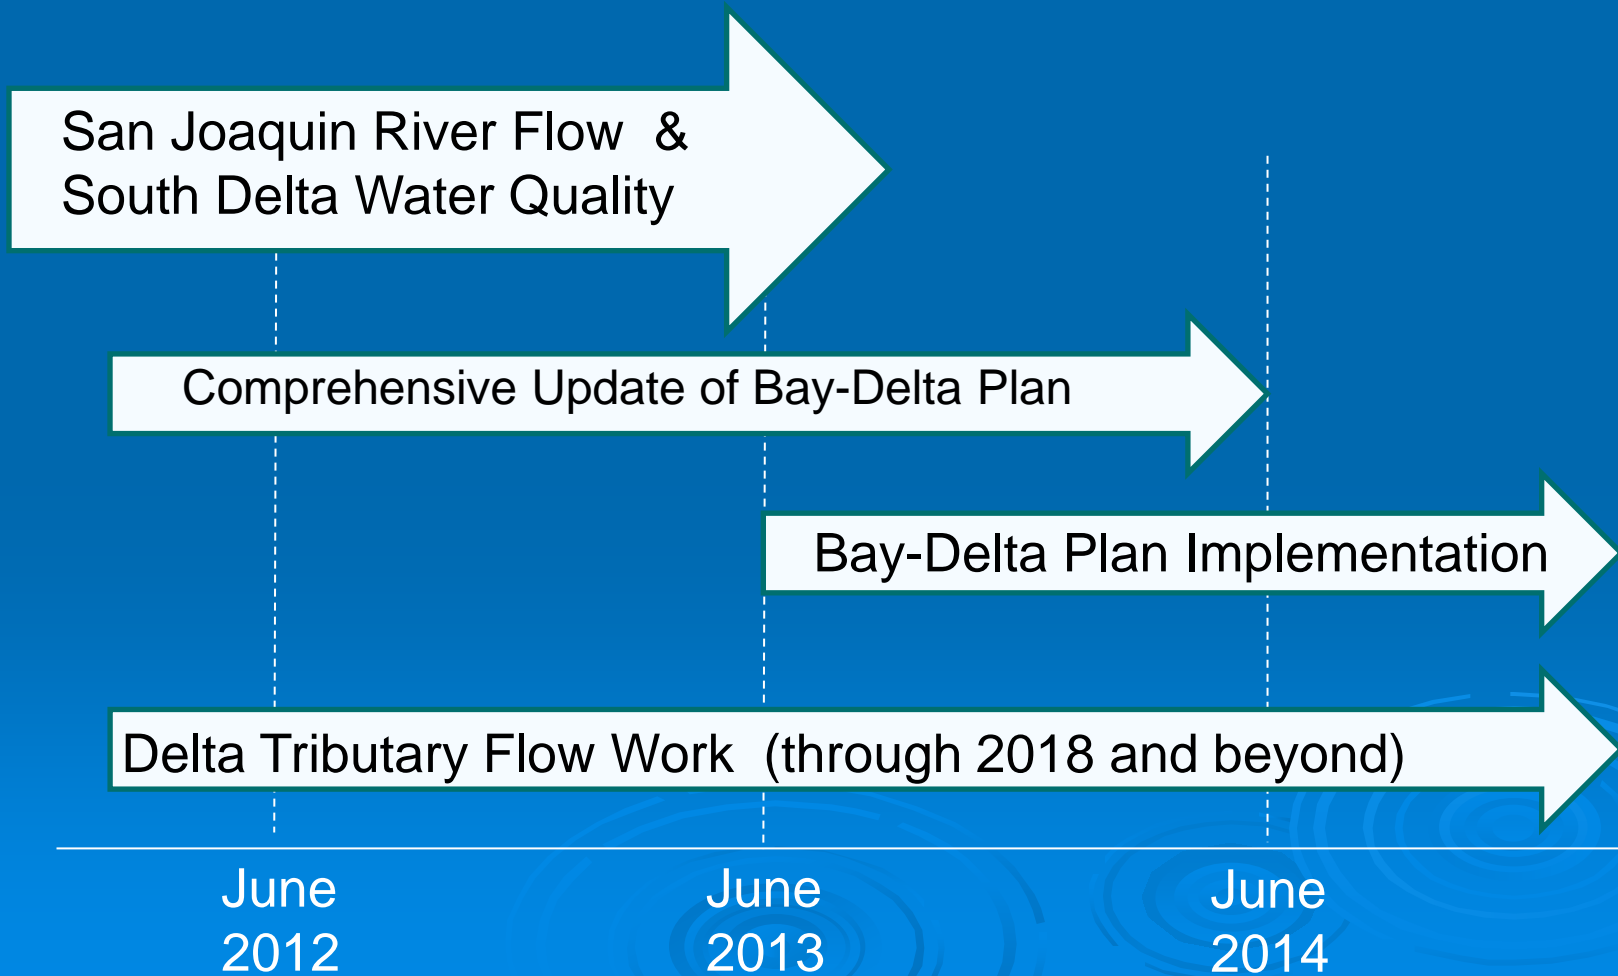 San Joaquin River Flow  &
South Delta Water Quality
Comprehensive Update of Bay-Delta Plan
Bay-Delta Plan Implementation
Delta Tributary Flow Work  (through 2018 and beyond)
June
2012
June
2013
June
2014